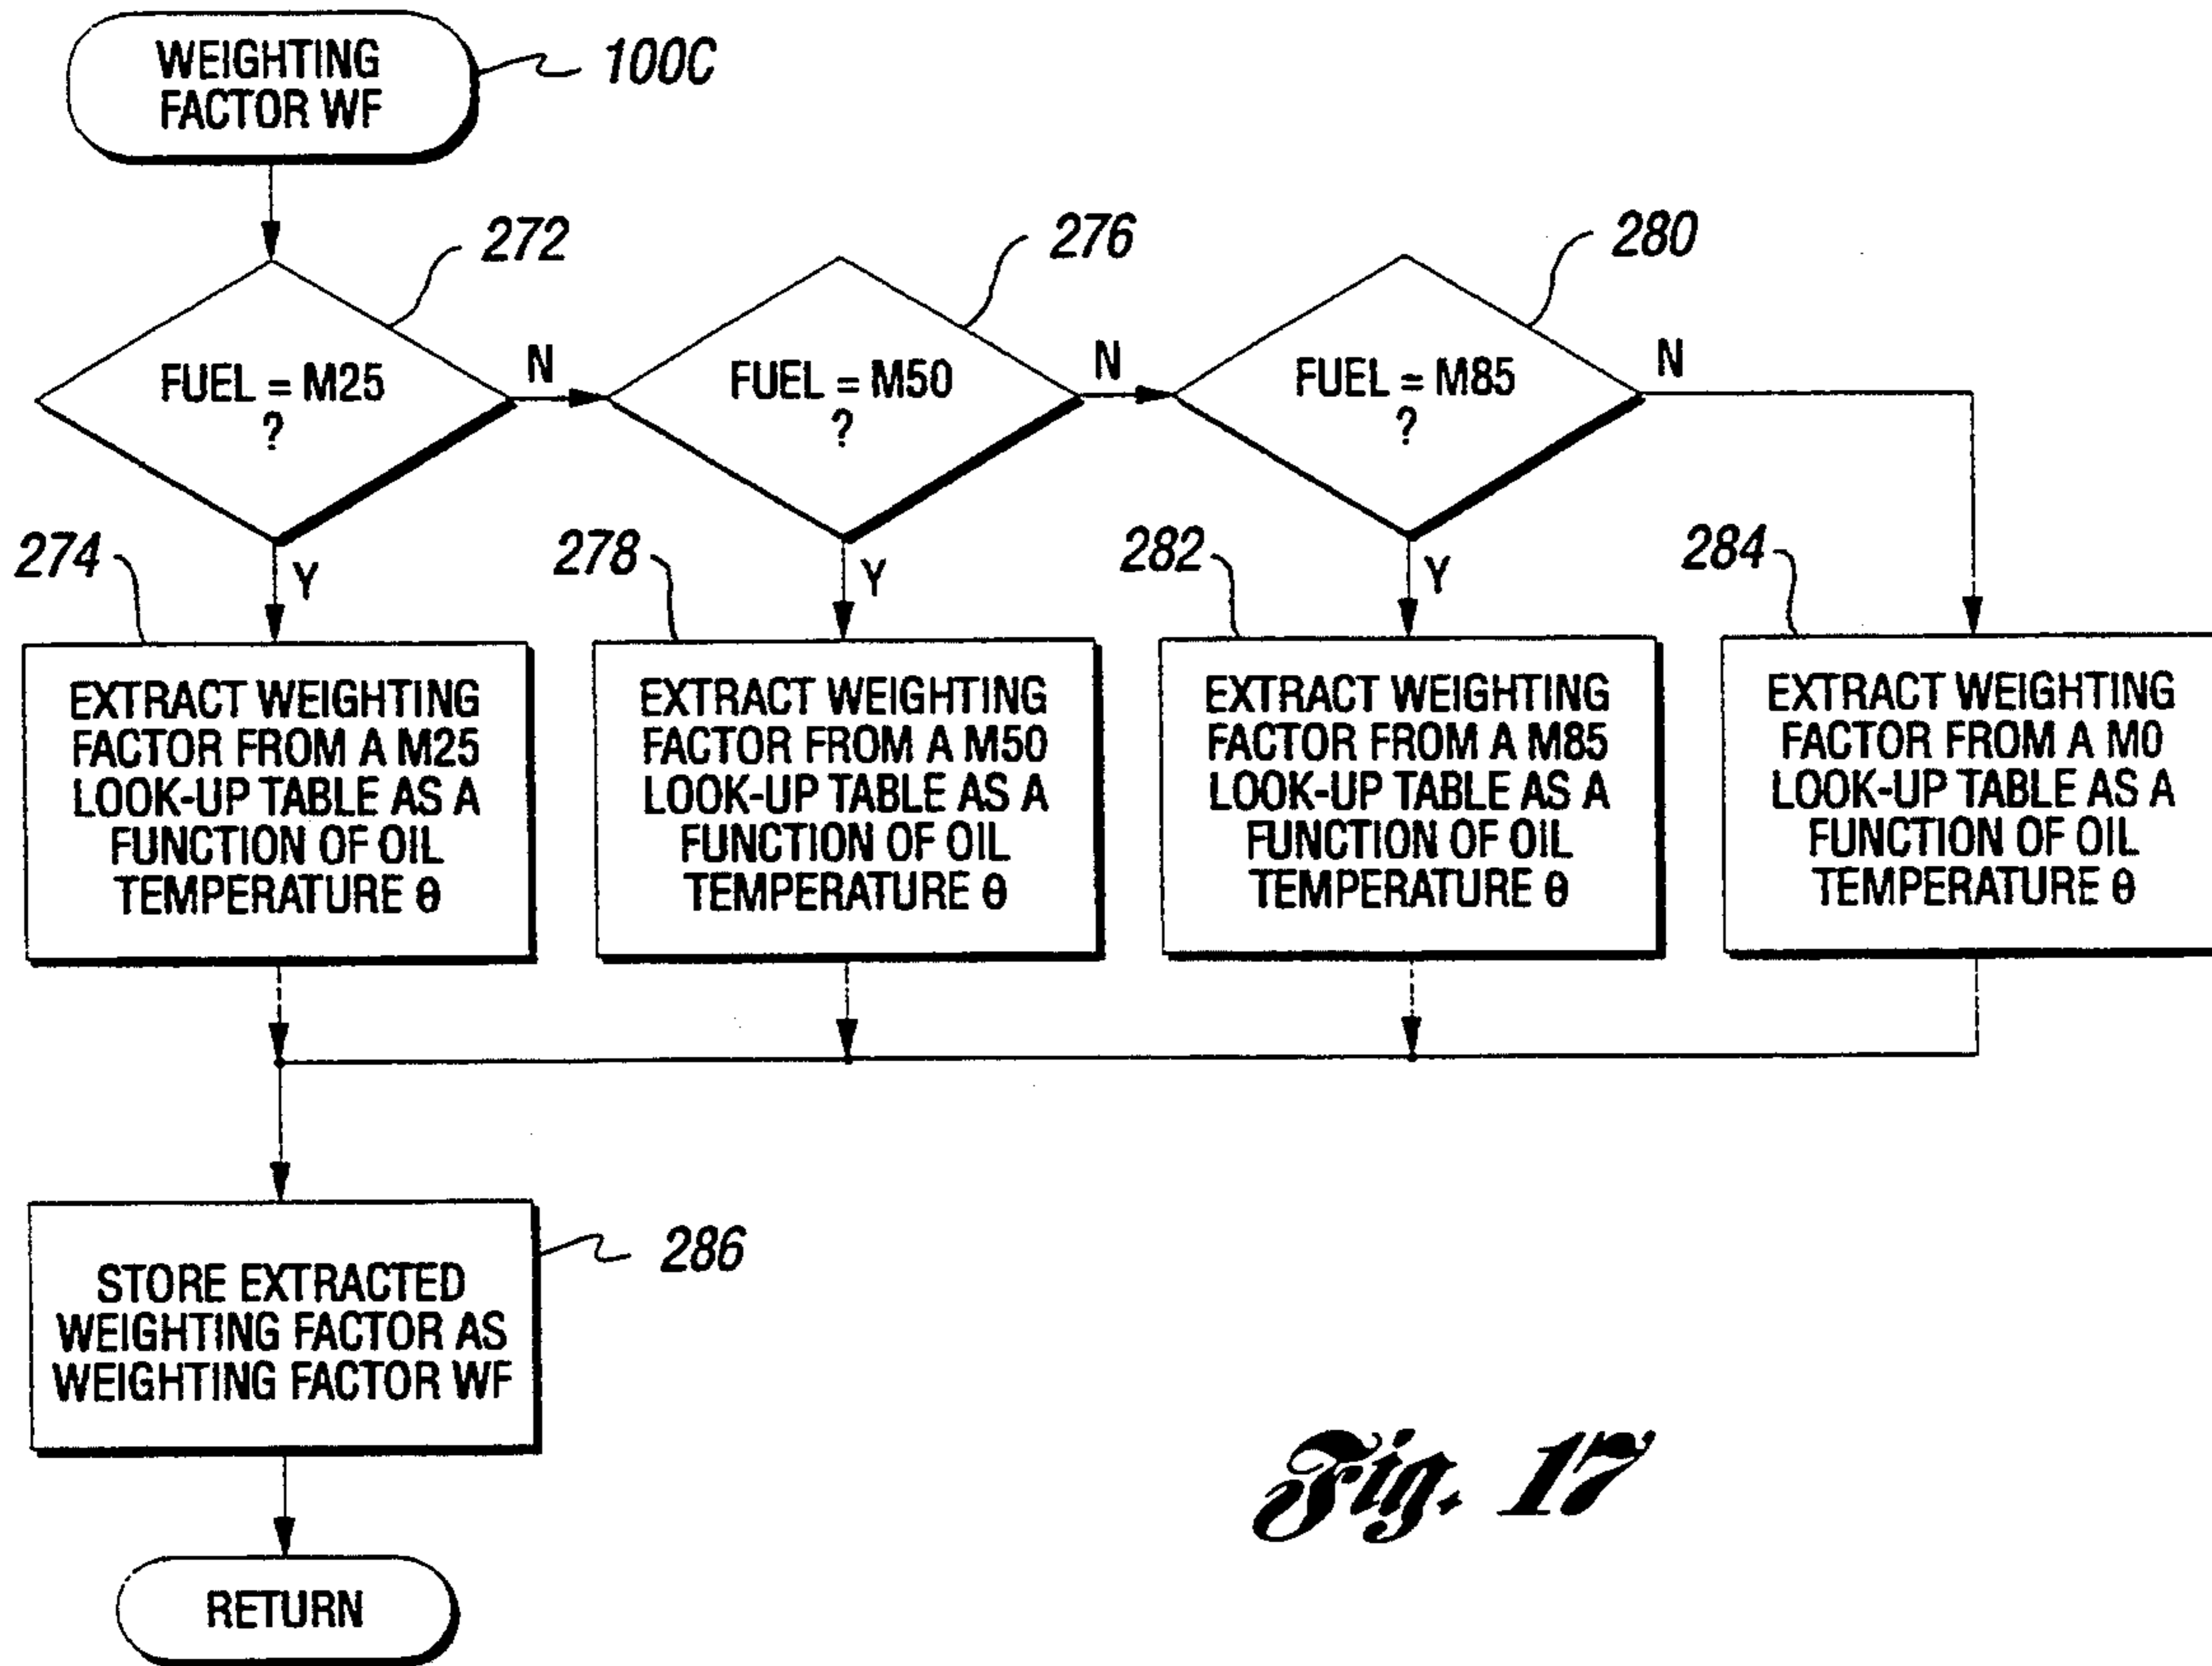 WEIGHTING
FACTOR WF
100C
272
276
280
FUEL = M25
?
N
FUEL = M50
?
N
FUEL = M85
?
N
274
Y
278
Y
282
Y
284
EXTRACT WEIGHTING
FACTOR FROM A M25
LOOK-UP TABLE AS A
FUNCTION OF OIL
TEMPERATURE θ
EXTRACT WEIGHTING
FACTOR FROM A M50
LOOK-UP TABLE AS A
FUNCTION OF OIL
TEMPERATURE θ
EXTRACT WEIGHTING
FACTOR FROM A M85
LOOK-UP TABLE AS A
FUNCTION OF OIL
TEMPERATURE θ
EXTRACT WEIGHTING
FACTOR FROM A M0
LOOK-UP TABLE AS A
FUNCTION OF OIL
TEMPERATURE θ
286
STORE EXTRACTED
WEIGHTING FACTOR AS
WEIGHTING FACTOR WF
RETURN
Fig. 17